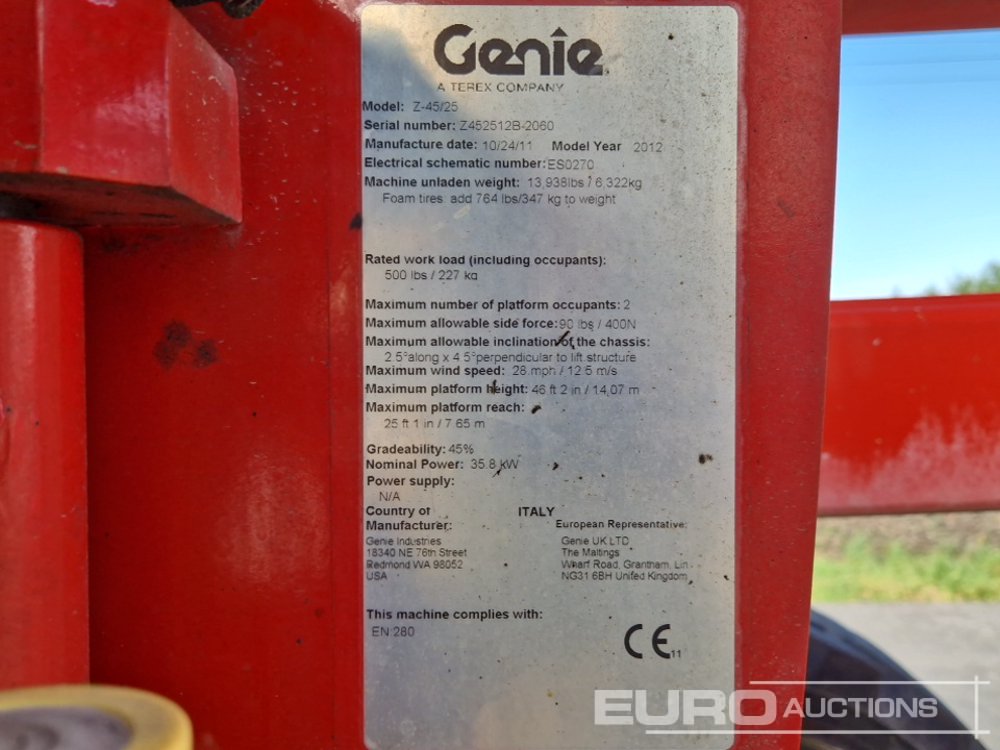 Genie
A TEREX COMPANY
Model: Z-45/25
Serial number: Z452512B-2060
Manufacture date: 10/24/11 Model Year 2012
Electrical schematic number: ES0270
Machine unladen weight: 13,938lbs / 6,322kg
Foam tires: add 764 lbs/347 kg to weight
Rated work load (including occupants):
500 lbs / 227 kg
Maximum number of platform occupants: 2
Maximum allowable side force: 90 lbs / 400N
Maximum allowable inclination of the chassis:
2.5°along x 4.5°perpendicular to lift structure
Maximum wind speed: 28 mph / 12.5 m/s
Maximum platform height: 46 ft 2 in / 14.07 m
Maximum platform reach:
25 ft 1 in / 7.65 m
Gradeability: 45%
Nominal Power: 35.8 kW
Power supply:
N/A
Country of ITALY
Manufacturer: European Representative:
Genie Industries Genie UK LTD
18340 NE 76th Street The Maltings
Redmond WA 98052 Wharf Road, Grantham, Lin
USA NG31 6BH United Kingdom
This machine complies with:
EN 280
CE 11
EURO AUCTIONS